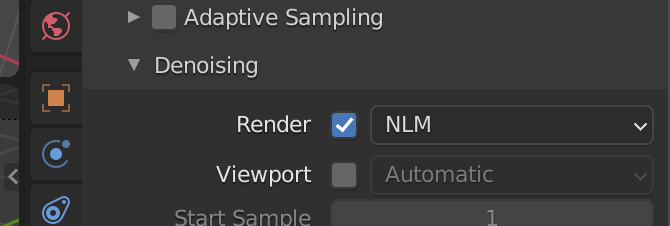 Adaptive Sampling
Denoising
Render NLM
Viewport Automatic
Start Sample 1